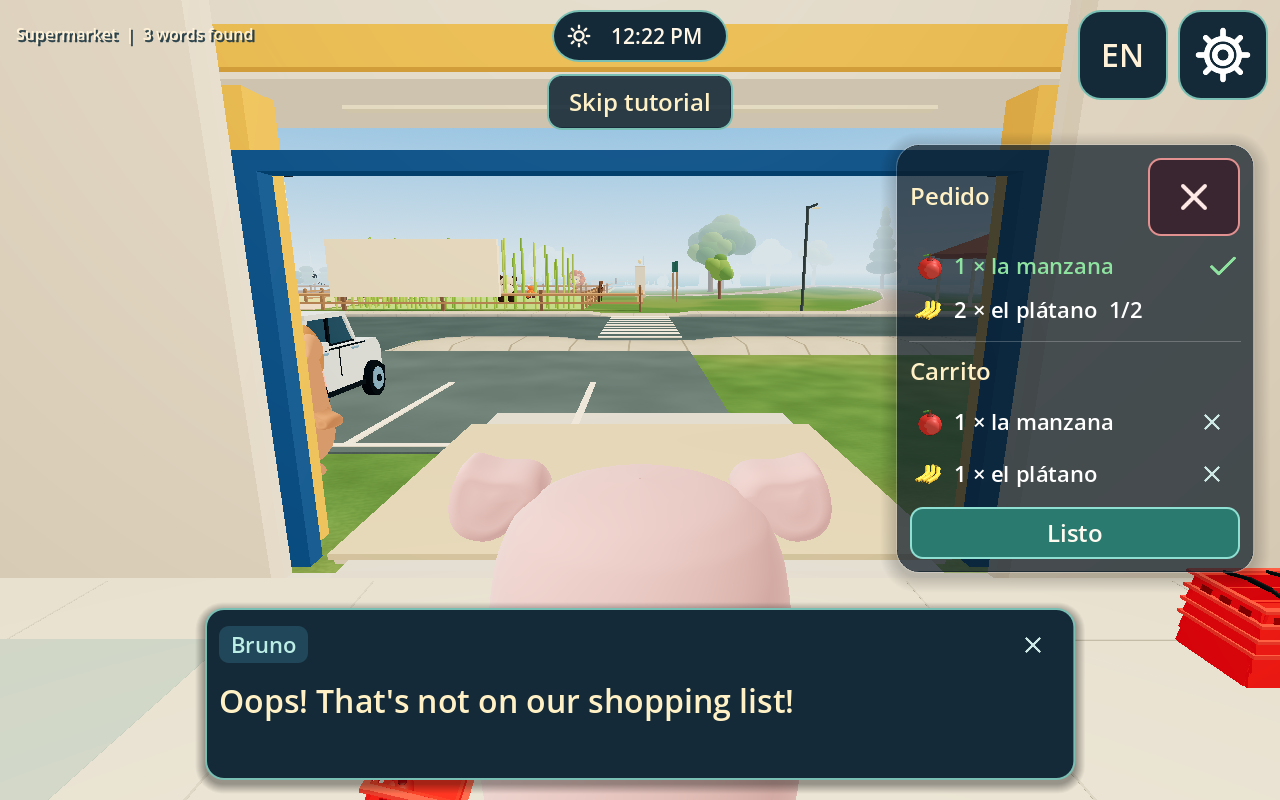 Supermarket | 3 words found
12:22 PM
EN
Skip tutorial
Pedido
1 × la manzana
2 × el plátano 1/2
Carrito
1 × la manzana
1 × el plátano
Listo
Bruno
Oops! That's not on our shopping list!